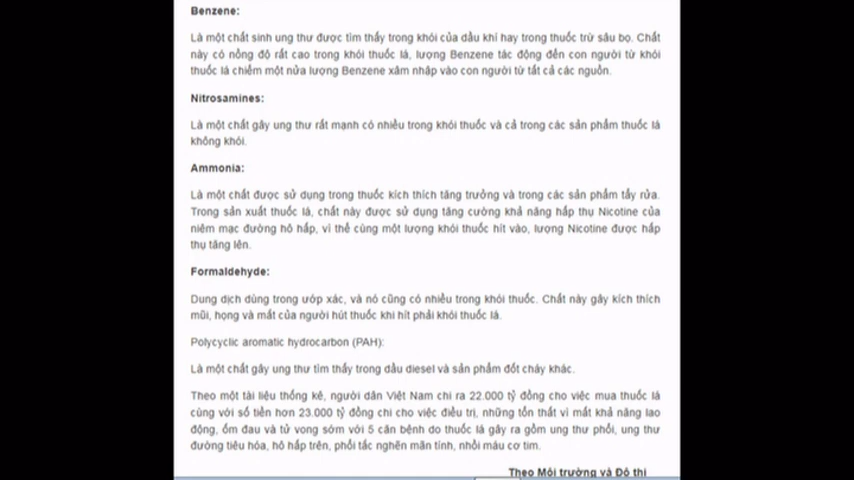 Benzene:
Là một chất sinh ung thư được tìm thấy trong khói của dầu khí hay trong thuốc trừ sâu bọ. Chất
này có nồng độ rất cao trong khói thuốc lá, lượng Benzene tác động đến con người từ khói
thuốc lá chiếm một nửa lượng Benzene xâm nhập vào con người từ tất cả các nguồn.
Nitrosamines:
Là một chất gây ung thư rất mạnh có nhiều trong khói thuốc và cả trong các sản phẩm thuốc lá
không khói.
Ammonia:
Là một chất được sử dụng trong thuốc kích thích tăng trưởng và trong các sản phẩm tẩy rửa.
Trong sản xuất thuốc lá, chất này được sử dụng tăng cường khả năng hấp thụ Nicotine của
niêm mạc đường hô hấp, vì thế cùng một lượng khói thuốc hít vào, lượng Nicotine được hấp
thụ tăng lên.
Formaldehyde:
Dung dịch dùng trong ướp xác, và nó cũng có nhiều trong khói thuốc. Chất này gây kích thích
mũi, họng và mắt của người hút thuốc khi hít phải khói thuốc lá.
Polycyclic aromatic hydrocarbon (PAH):
Là một chất gây ung thư tìm thấy trong dầu diesel và sản phẩm đốt cháy khác.
Theo một tài liệu thống kê, người dân Việt Nam chi ra 22.000 tỷ đồng cho việc mua thuốc lá
cùng với số tiền hơn 23.000 tỷ đồng chi cho việc điều trị, những tổn thất vì mất khả năng lao
động, ốm đau và tử vong sớm với 5 căn bệnh do thuốc lá gây ra gồm ung thư phổi, ung thư
đường tiêu hóa, hô hấp trên, phổi tắc nghẽn mãn tính, nhồi máu cơ tim.
Theo Môi trường và Đô thị